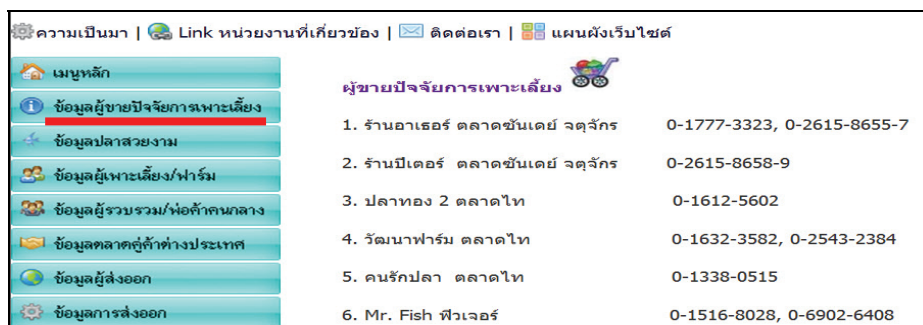 ความเป็นมา | Link หน่วยงานที่เกี่ยวข้อง | ติดต่อเรา | แผนผังเว็บไซต์
เมนูหลัก
ข้อมูลผู้ขายปัจจัยการเพาะเลี้ยง
ข้อมูลปลาสวยงาม
ข้อมูลผู้เพาะเลี้ยง/ฟาร์ม
ข้อมูลผู้รวบรวม/พ่อค้าคนกลาง
ข้อมูลตลาดคู่ค้าต่างประเทศ
ข้อมูลผู้ส่งออก
ข้อมูลการส่งออก
ผู้ขายปัจจัยการเพาะเลี้ยง
1. ร้านอาเธอร์ ตลาดซันเดย์ จตุจักร 0-1777-3323, 0-2615-8655-7
2. ร้านปีเตอร์ ตลาดซันเดย์ จตุจักร 0-2615-8658-9
3. ปลาทอง 2 ตลาดไท 0-1612-5602
4. วัฒนาฟาร์ม ตลาดไท 0-1632-3582, 0-2543-2384
5. คนรักปลา ตลาดไท 0-1338-0515
6. Mr. Fish ฟิวเจอร์ 0-1516-8028, 0-6902-6408